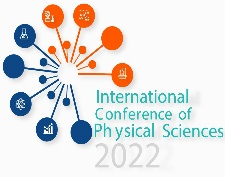 International
Conference of
Physical Sciences
2022